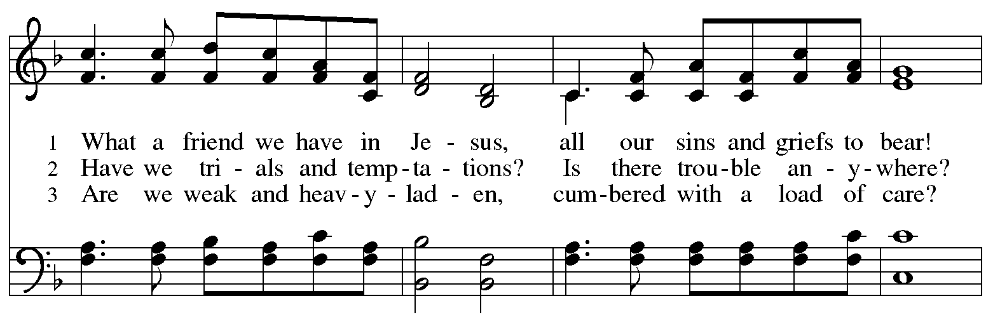 1 What a friend we have in Je - sus, all our sins and griefs to bear!
2 Have we tri - als and temp - ta - tions? Is there trou - ble an - y - where?
3 Are we weak and heav - y - lad - en, cum - bered with a load of care?